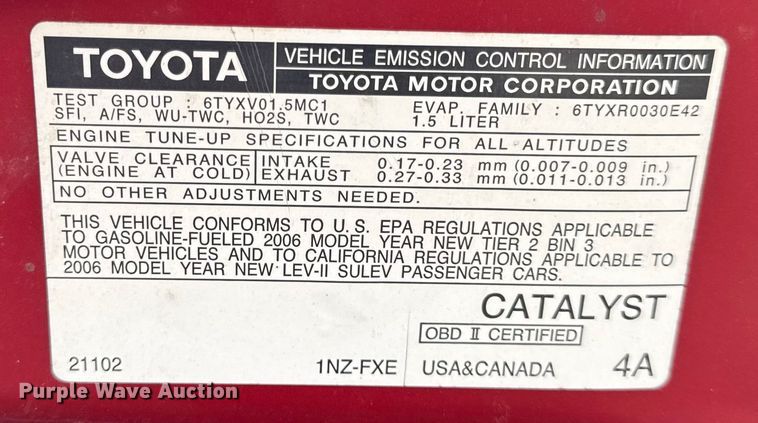 TOYOTA
VEHICLE EMISSION CONTROL INFORMATION
TOYOTA MOTOR CORPORATION
TEST GROUP : 6TYXV01.5MC1 EVAP. FAMILY : 6TYXR0030E42
SFI, A/FS, WU-TWC, HO2S, TWC 1.5 LITER
ENGINE TUNE-UP SPECIFICATIONS FOR ALL ALTITUDES
VALVE CLEARANCE INTAKE 0.17-0.23 mm (0.007-0.009 in.)
(ENGINE AT COLD) EXHAUST 0.27-0.33 mm (0.011-0.013 in.)
NO OTHER ADJUSTMENTS NEEDED.
THIS VEHICLE CONFORMS TO U.S. EPA REGULATIONS APPLICABLE
TO GASOLINE-FUELED 2006 MODEL YEAR NEW TIER 2 BIN 3
MOTOR VEHICLES AND TO CALIFORNIA REGULATIONS APPLICABLE TO
2006 MODEL YEAR NEW LEV-II SULEV PASSENGER CARS.
CATALYST
OBD II CERTIFIED
21102 1NZ-FXE USA&CANADA 4A
Purple Wave Auction